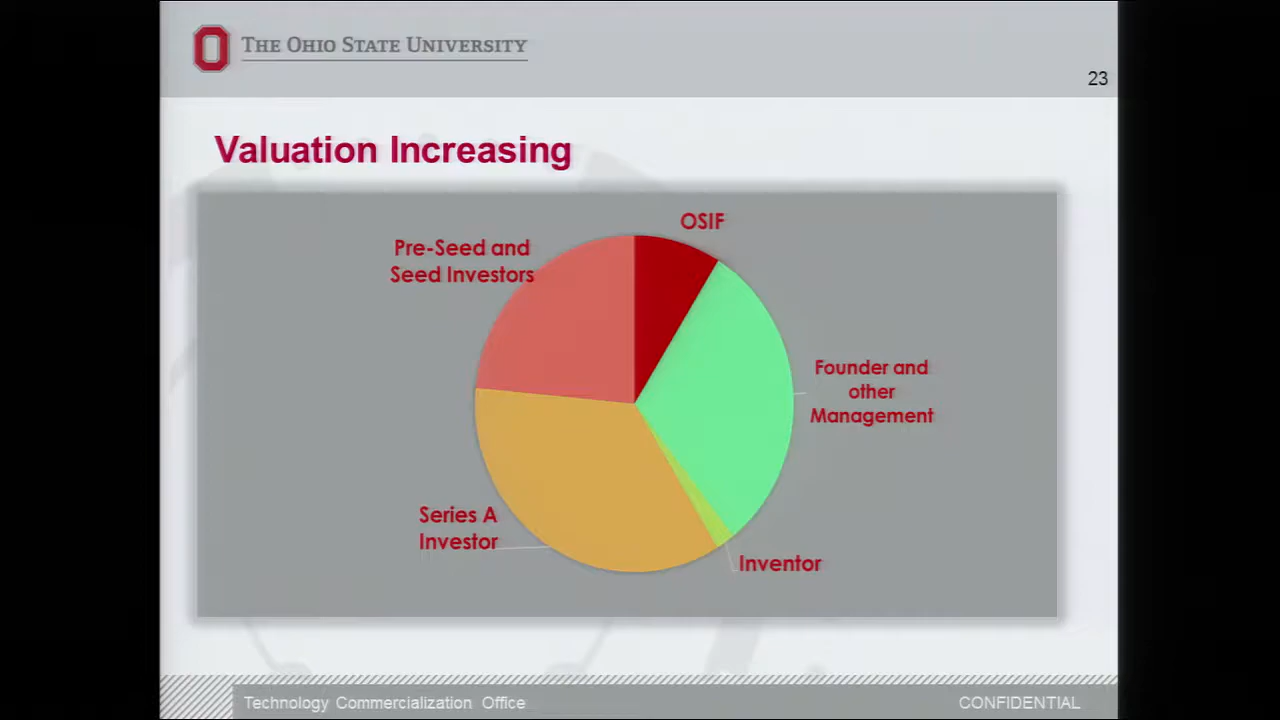 THE OHIO STATE UNIVERSITY
23
Valuation Increasing
OSIF
Pre-Seed and
Seed Investors
Founder and
other
Management
Series A
Investor
Inventor
Technology Commercialization Office
CONFIDENTIAL